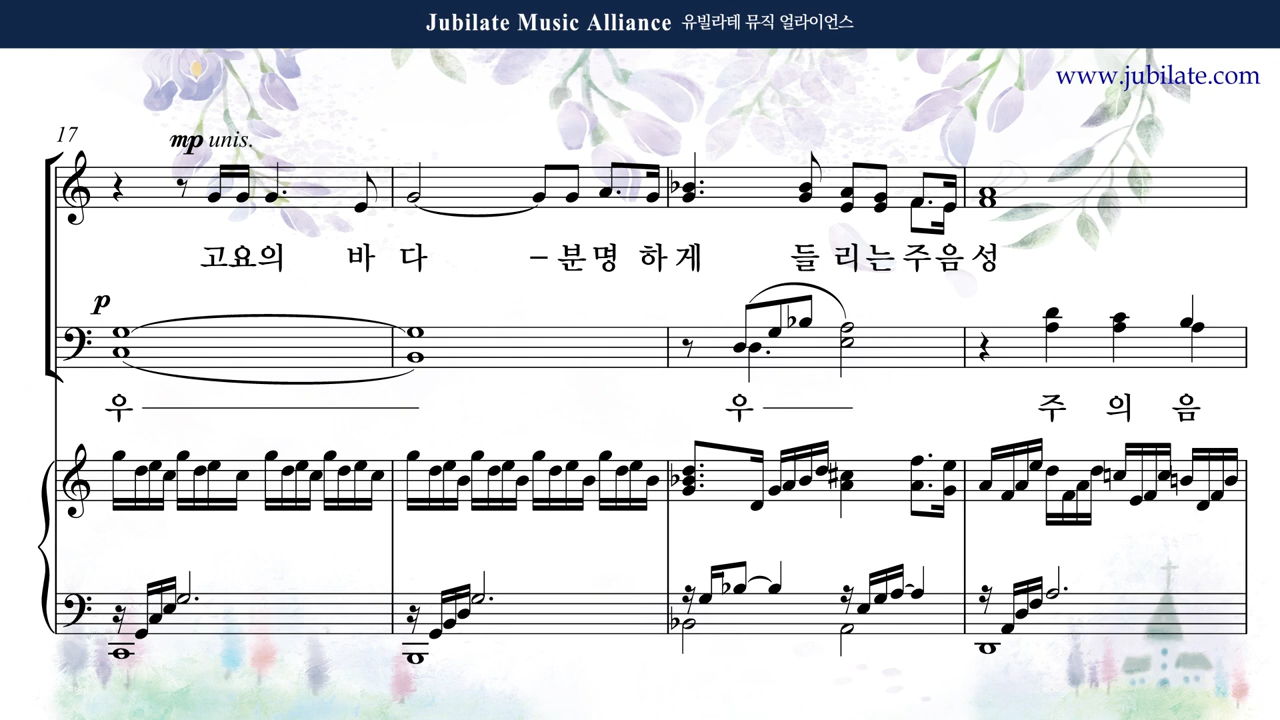 Jubilate Music Alliance 유빌라테 뮤직 얼라이언스
www.jubilate.com
17
mp unis.
고요의 바다 – 분명 하게 들리는주음성
p
우 우 주 의 음